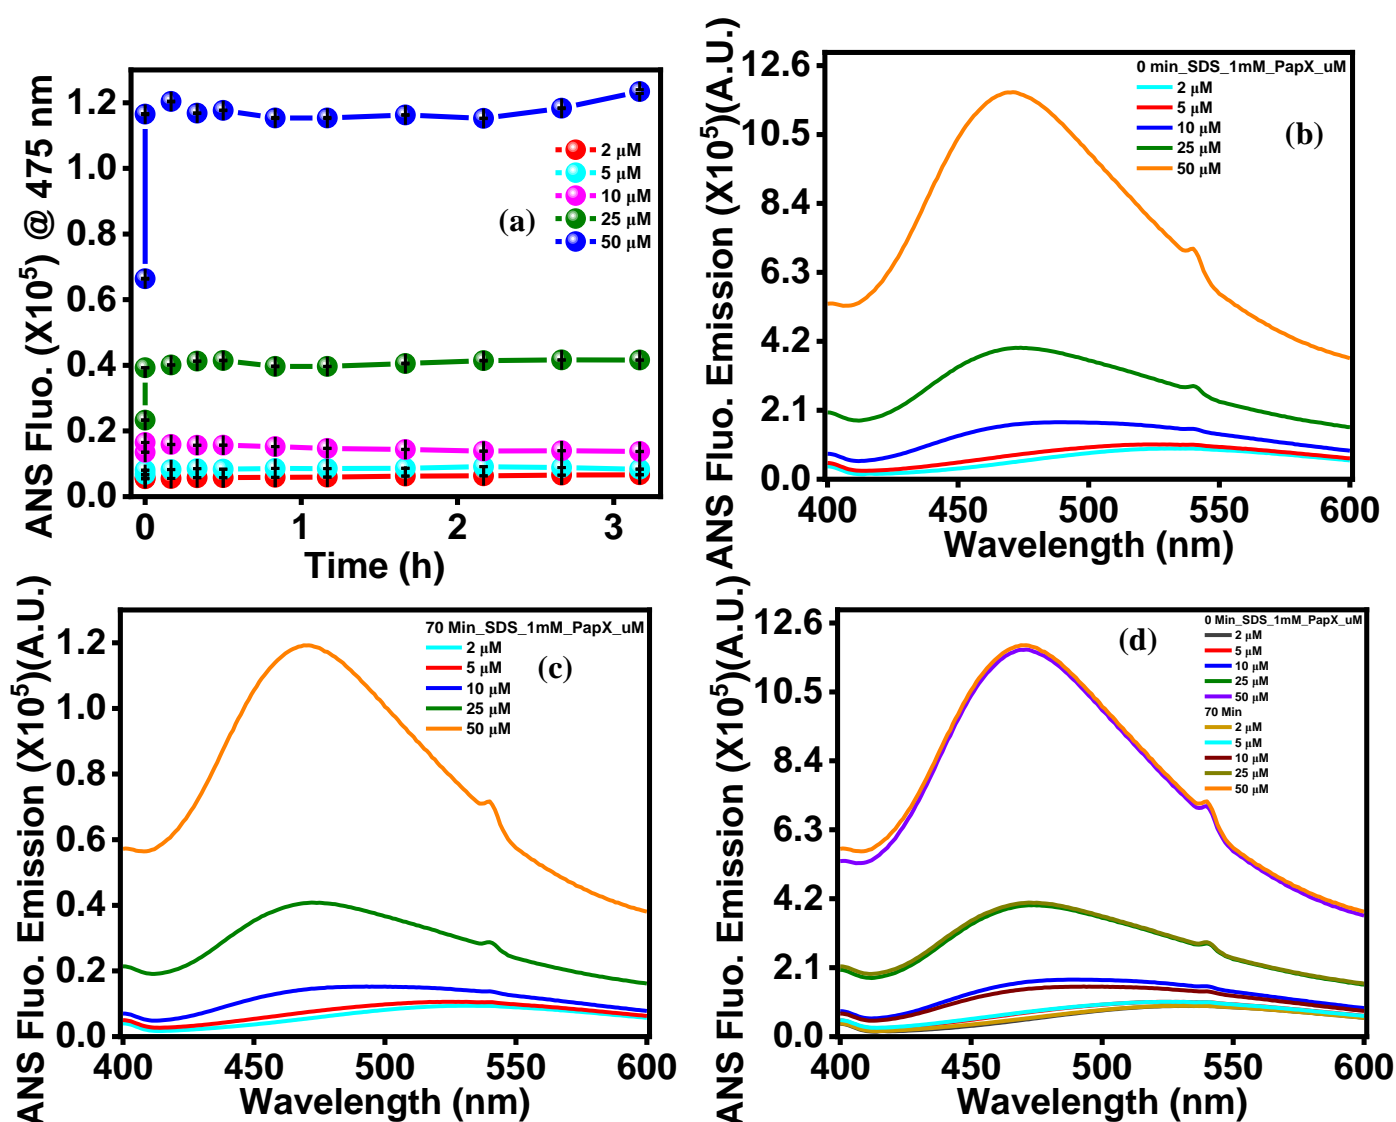 ANS Fluo. (X10⁵) @ 475 nm
1.2
1.0
0.8
0.6
0.4
0.2
0.0
0 1 2 3
Time (h)
(a)
2 µM
5 µM
10 µM
25 µM
50 µM
ANS Fluo. Emission (X10⁵)(A.U.)
12.6
10.5
8.4
6.3
4.2
2.1
0.0
400 450 500 550 600
Wavelength (nm)
0 min_SDS_1mM_PapX_uM
2 µM
5 µM
10 µM
25 µM
50 µM
(b)
ANS Fluo. Emission (X10⁵)(A.U.)
1.2
1.0
0.8
0.6
0.4
0.2
0.0
400 450 500 550 600
Wavelength (nm)
70 Min_SDS_1mM_PapX_uM
2 µM
5 µM
10 µM
25 µM
50 µM
(c)
ANS Fluo. Emission (X10⁵)(A.U.)
12.6
10.5
8.4
6.3
4.2
2.1
0.0
400 450 500 550 600
Wavelength (nm)
(d)
0 Min_SDS_1mM_PapX_uM
2 µM
5 µM
10 µM
25 µM
50 µM
70 Min
2 µM
5 µM
10 µM
25 µM
50 µM